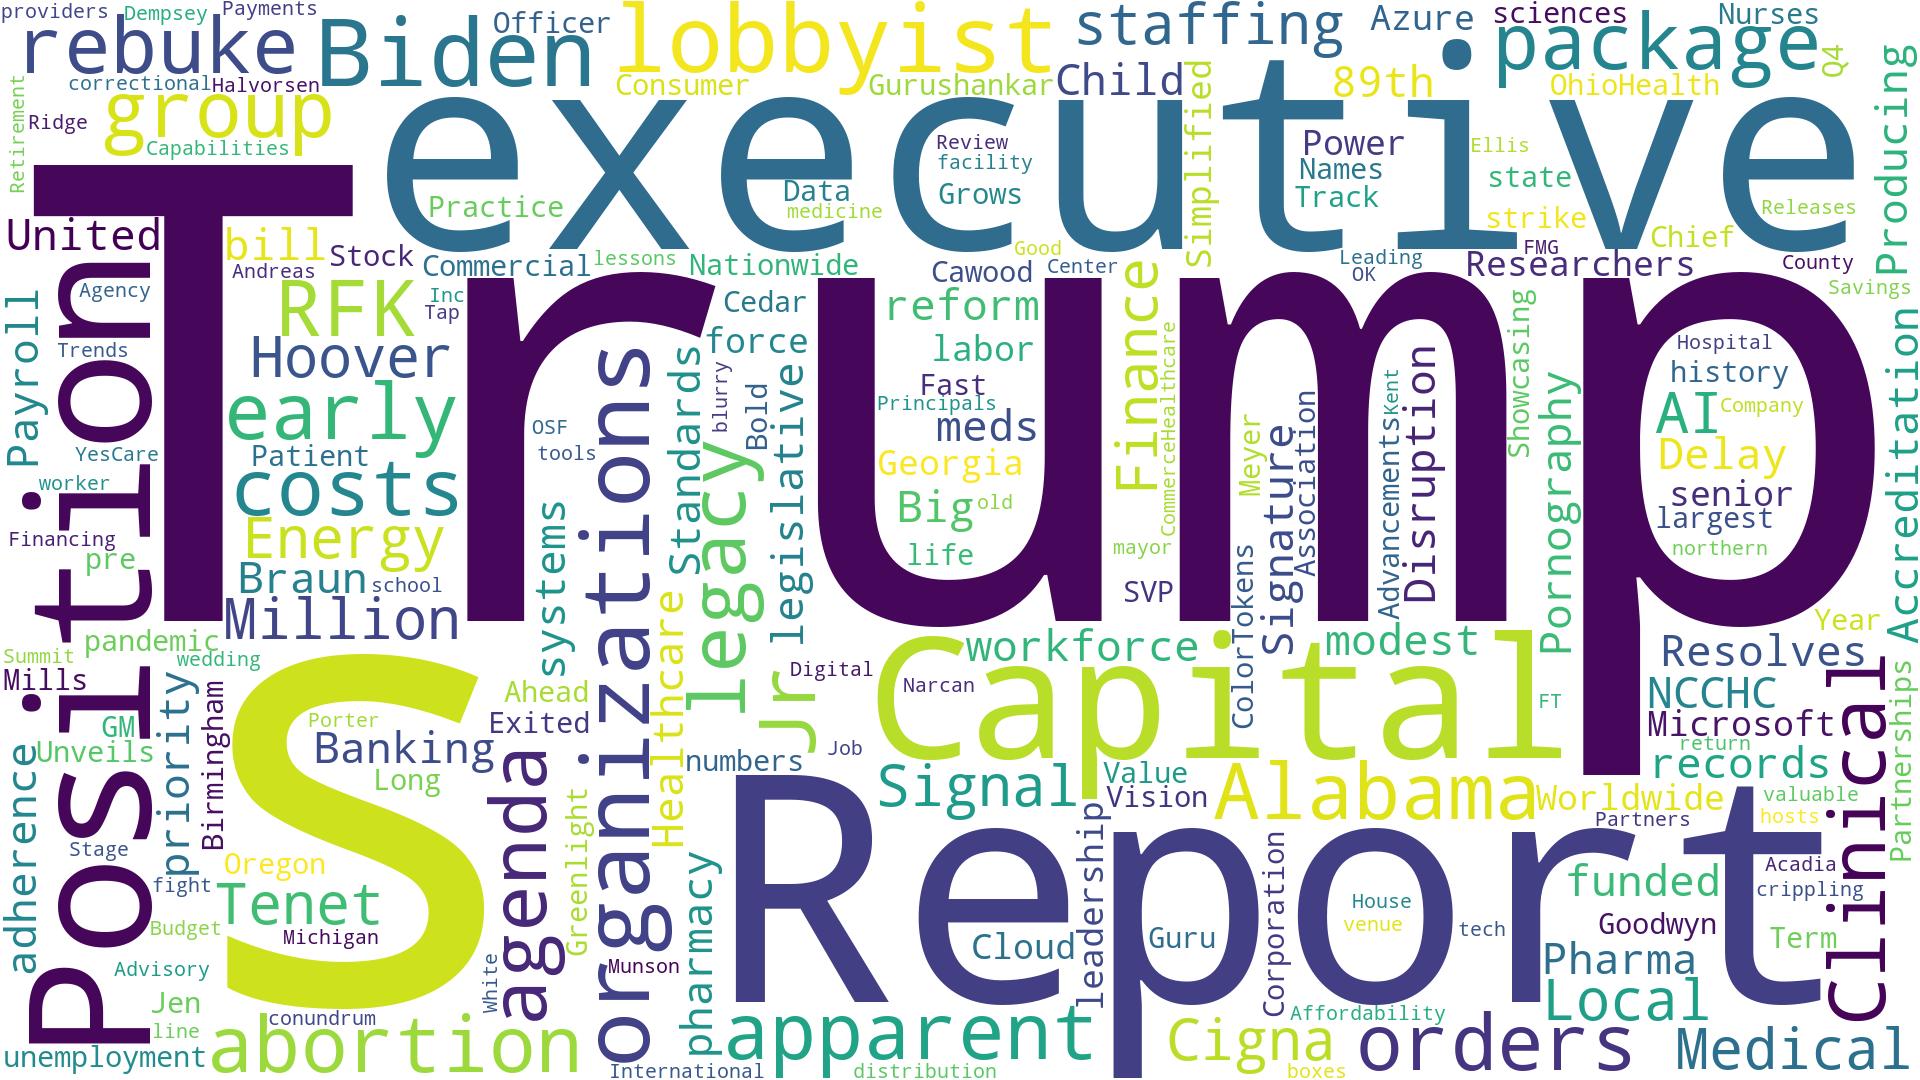 providers
Dempsey
Payments
Officer
lobbyist
staffing
Azure
sciences
Nurses
rebuke
Biden
package
Q4
correctional
Halvorsen
Consumer
Gurushankar
Child
89th
OhioHealth
Retirement
group
Ridge
Capabilities
executive
Simplified
Producing
Review
facility
Power
Ellis
Practice
Data
medicine
Grows
Names
Track
state
strike
Releases
Trump
United
bill
Stock
Andreas
Commercial
lessons
Nationwide
Good
Cawood
Center
Leading
OK
FMG
Researchers
Chief
County
Savings
Position
Payroll
Agency
RFK
Inc
Tap
Cedar
reform
Finance
Showcasing
Accreditation
Trends
Hoover
force
labor
Hospital
history
early
organizations
Standards
blurry
Bold
legislative
Fast
Principals
meds
CommerceHealthcare
Kent
Disruption
Pornography
AI
Company
OSF
tools
YesCare
Patient
Georgia
Meyer
Signature
Association
Advancements
Delay
worker
costs
legacy
Big
old
senior
largest
Financing
Energy
life
mayor
northern
pre
Braun
school
systems
SVP
ColorTokens
Million
Healthcare
Year
pandemic
wedding
workforce
modest
Resolves
Summit
Mills
S
Ahead
Jr
Digital
Capital
Narcan
FT
NCCHC
Clinical
Partnerships
GM
Unveils
priority
Birmingham
Porter
Exited
Banking
Job
Microsoft
return
adherence
Long
agenda
Greenlight
numbers
Signal
Value
Vision
Alabama
records
Worldwide
valuable
Partners
hosts
Stage
Report
leadership
Corporation
Oregon
fight
Tenet
pharmacy
funded
Acadia
crippling
House
venue
Budget
Michigan
Cloud
Guru
tech
Goodwyn
Term
Advisory
White
Munson
Pharma
Jen
line
conundrum
Local
Affordability
unemployment
abortion
apparent
Cigna
orders
Medical
International
distribution
boxes